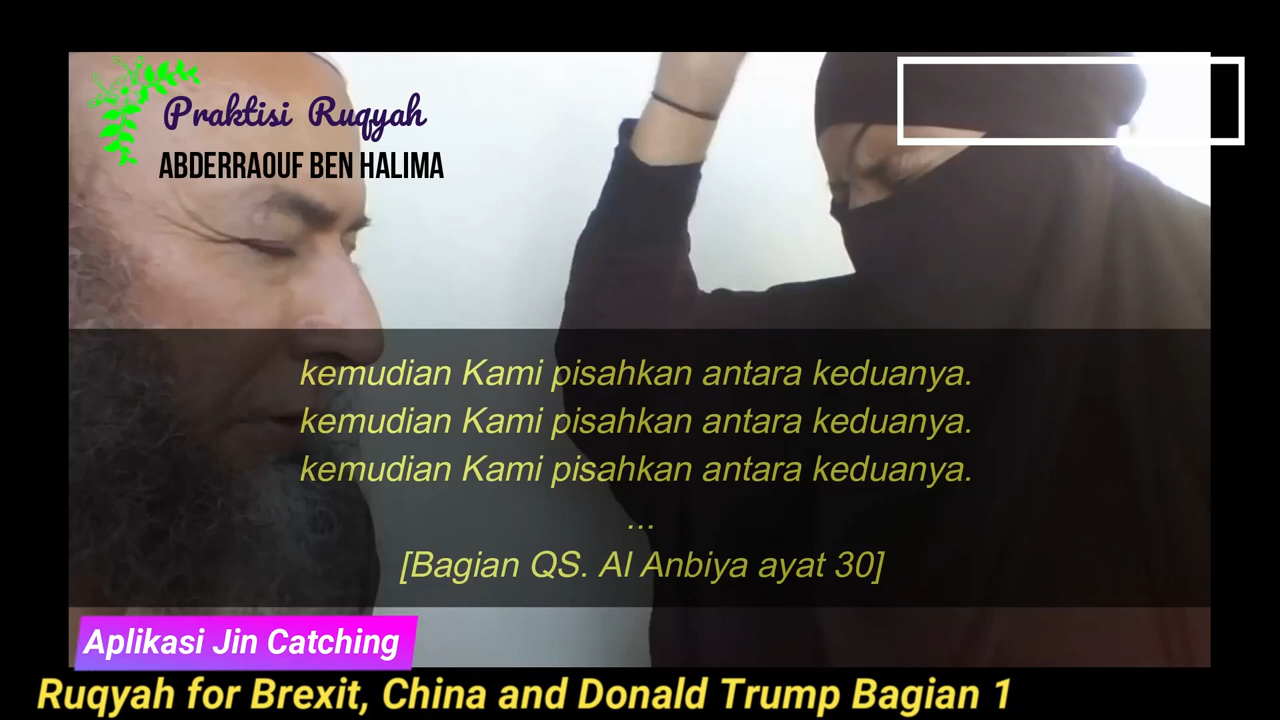 Praktisi Ruqyah
ABDERRAOUF BEN HALIMA
kemudian Kami pisahkan antara keduanya.
kemudian Kami pisahkan antara keduanya.
kemudian Kami pisahkan antara keduanya.
...
[Bagian QS. Al Anbiya ayat 30]
Aplikasi Jin Catching
Ruqyah for Brexit, China and Donald Trump Bagian 1